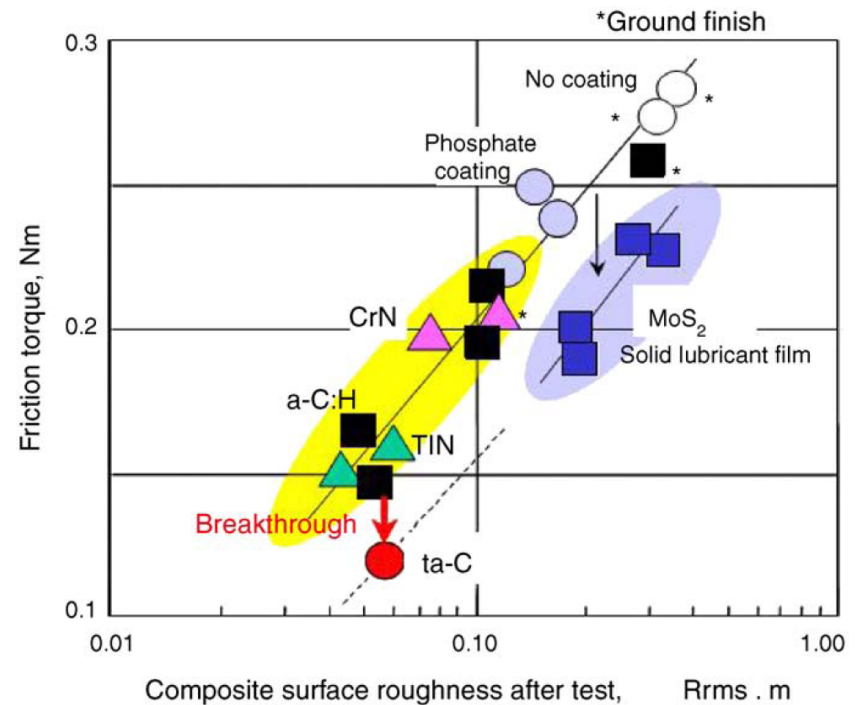 *Ground finish
0.3
No coating
*
*
Phosphate
coating
*
Friction torque, Nm
CrN
*
0.2
MoS2
Solid lubricant film
a-C:H
TIN
Breakthrough
ta-C
0.1
0.01
0.10
1.00
Composite surface roughness after test, Rrms . m